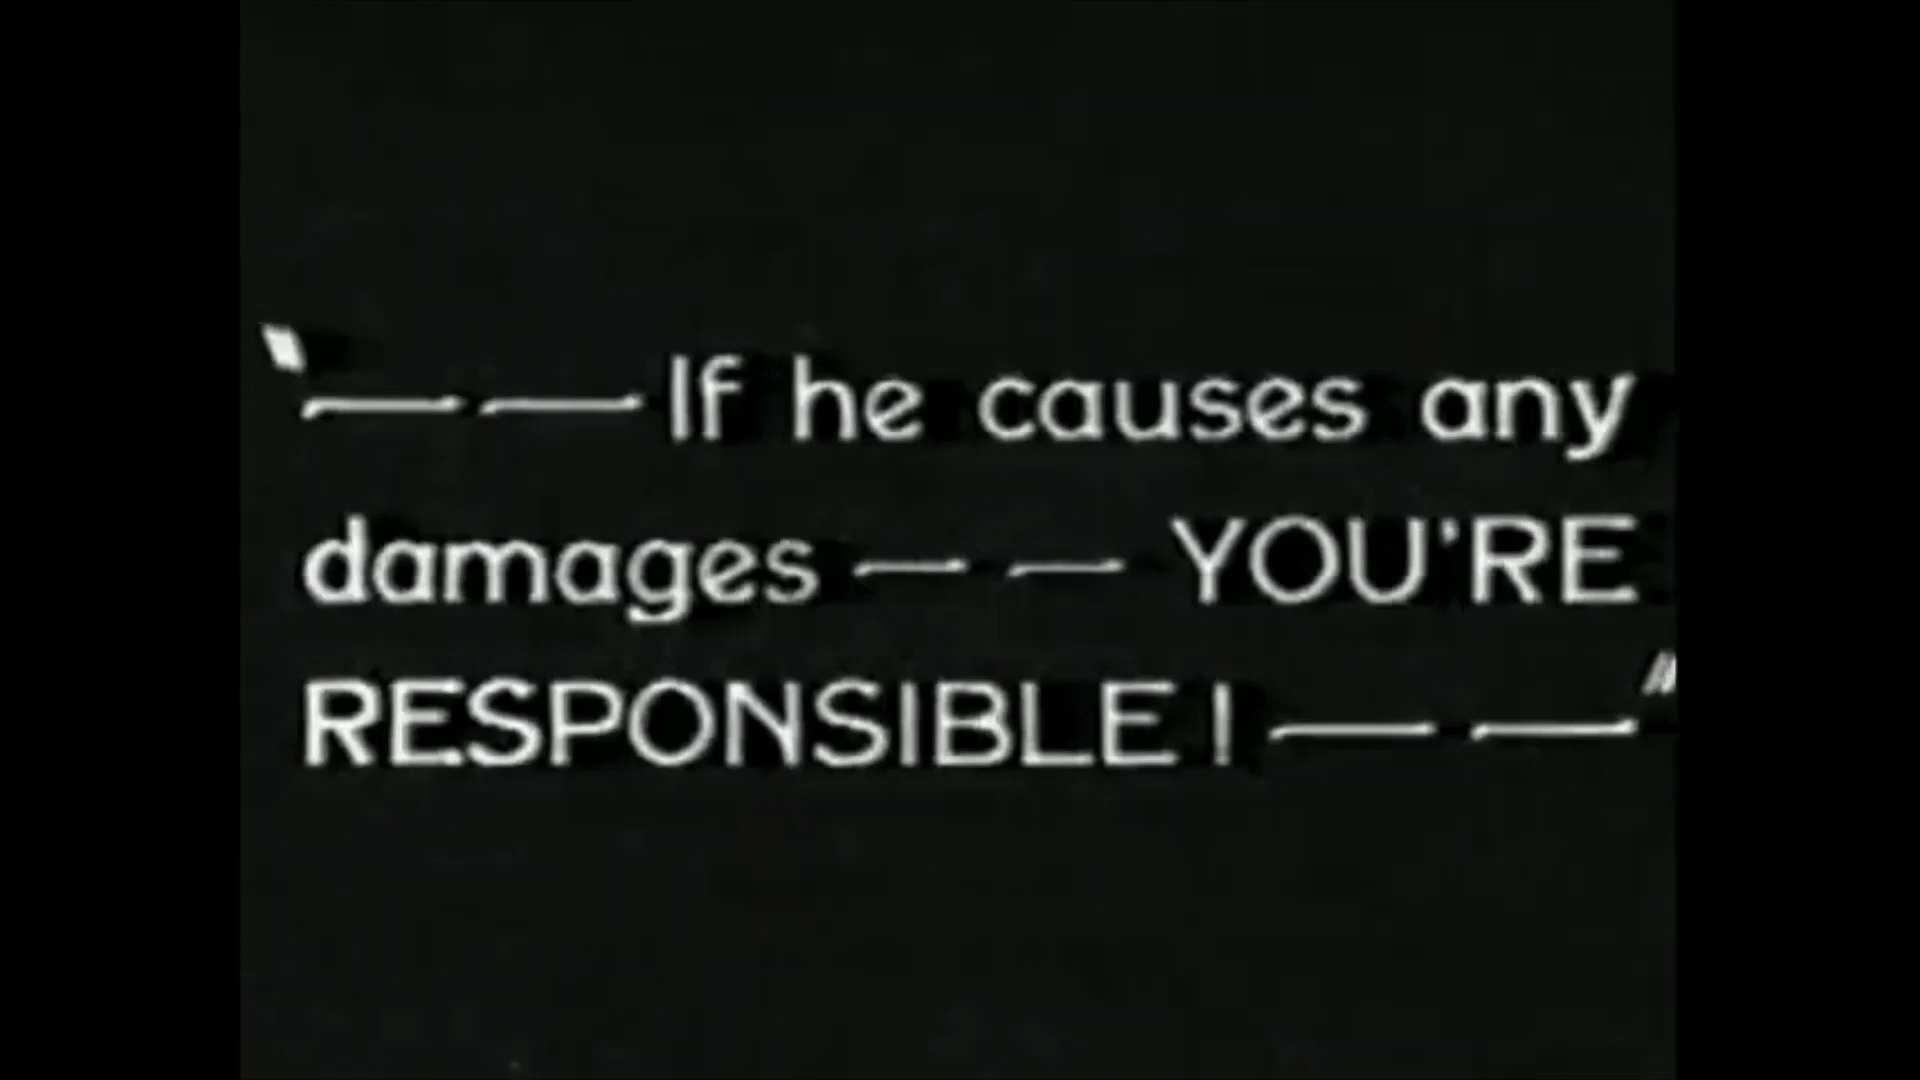 "— — If he causes any
damages — — YOU'RE
RESPONSIBLE! — —"